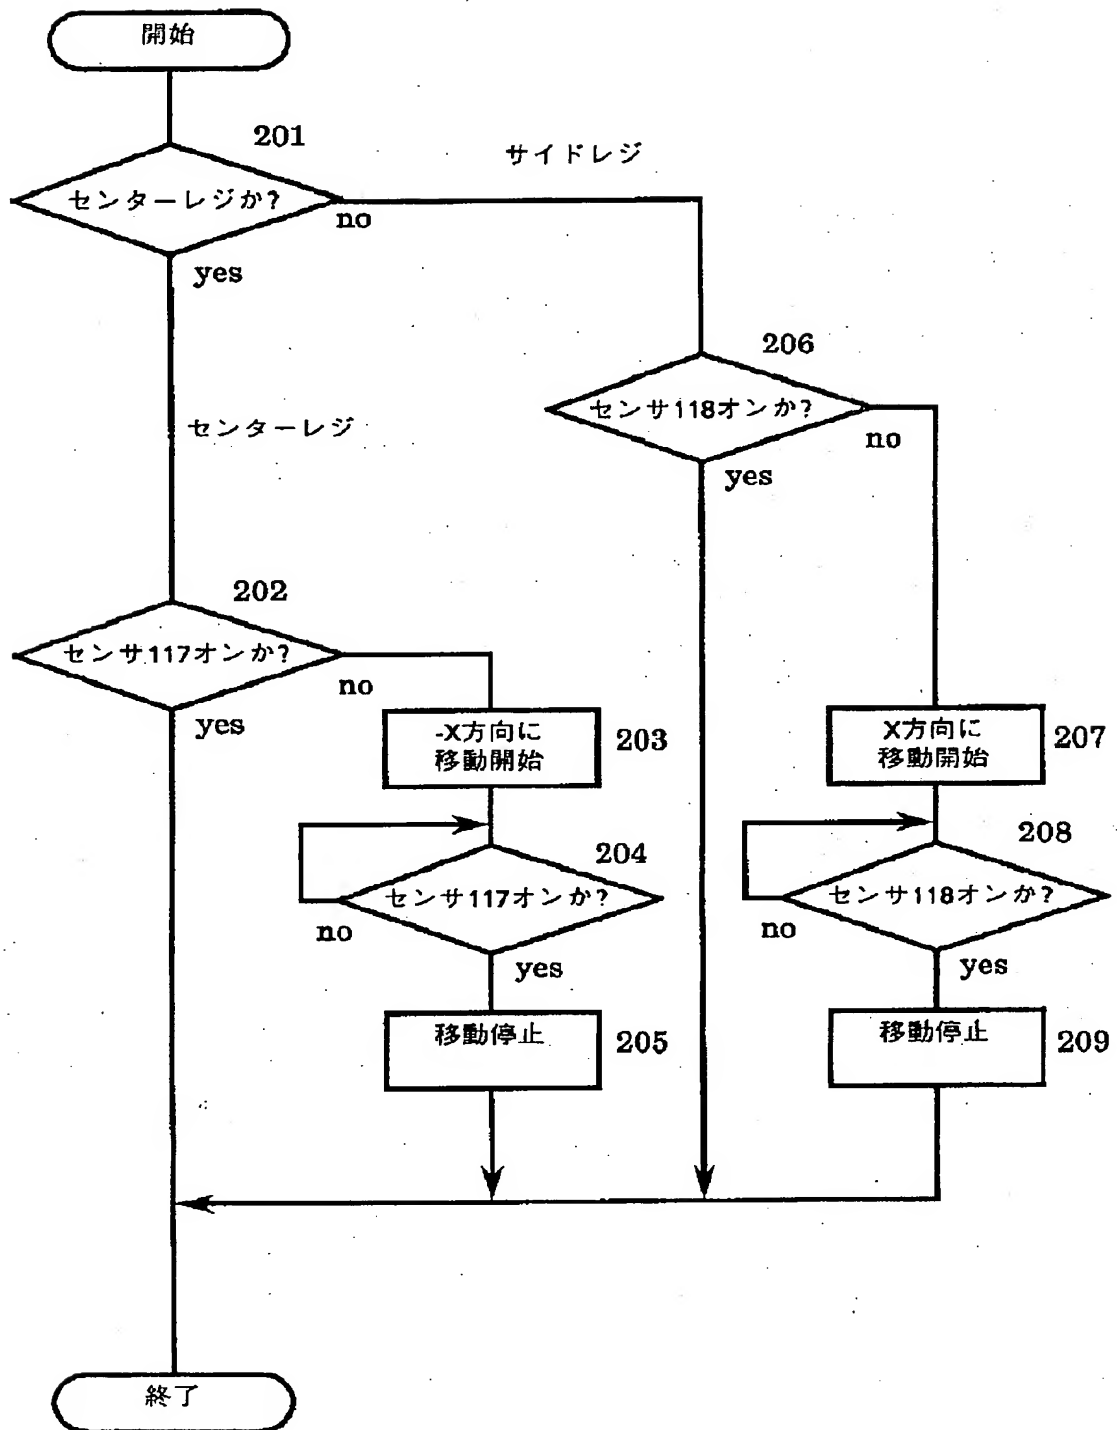 開始
201
サイドレジ
センターレジか?
no
yes
206
センサ118オンか?
no
yes
センターレジ
202
センサ117オンか?
no
yes
-X方向に
移動開始
203
X方向に
移動開始
207
204
センサ117オンか?
no
yes
208
センサ118オンか?
no
yes
移動停止
205
移動停止
209
終了